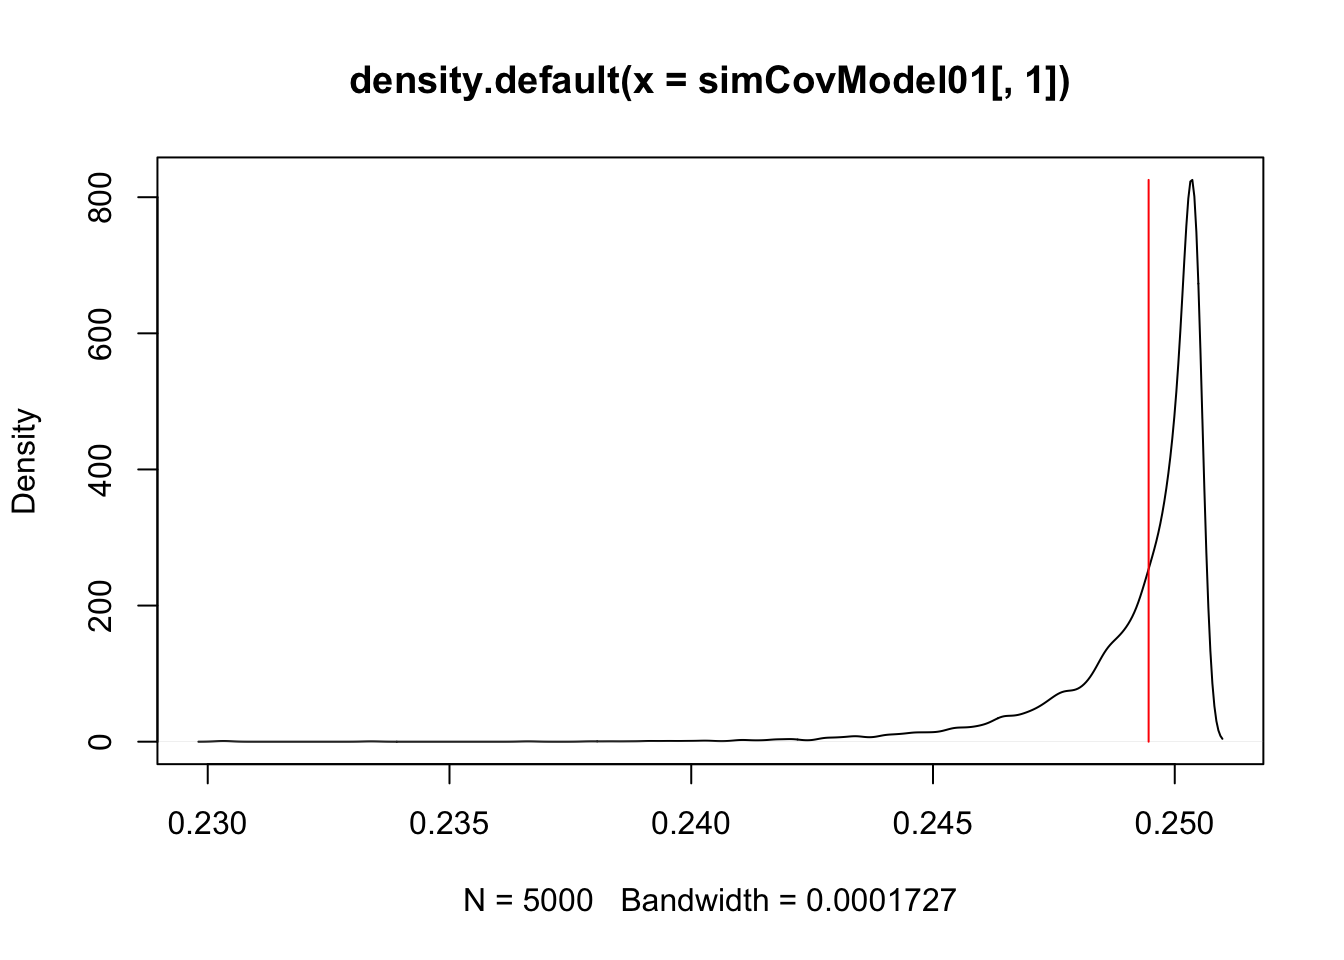 density.default(x = simCovModel01[, 1])
Density
800
600
400
200
0
0.230 0.235 0.240 0.245 0.250
N = 5000 Bandwidth = 0.0001727